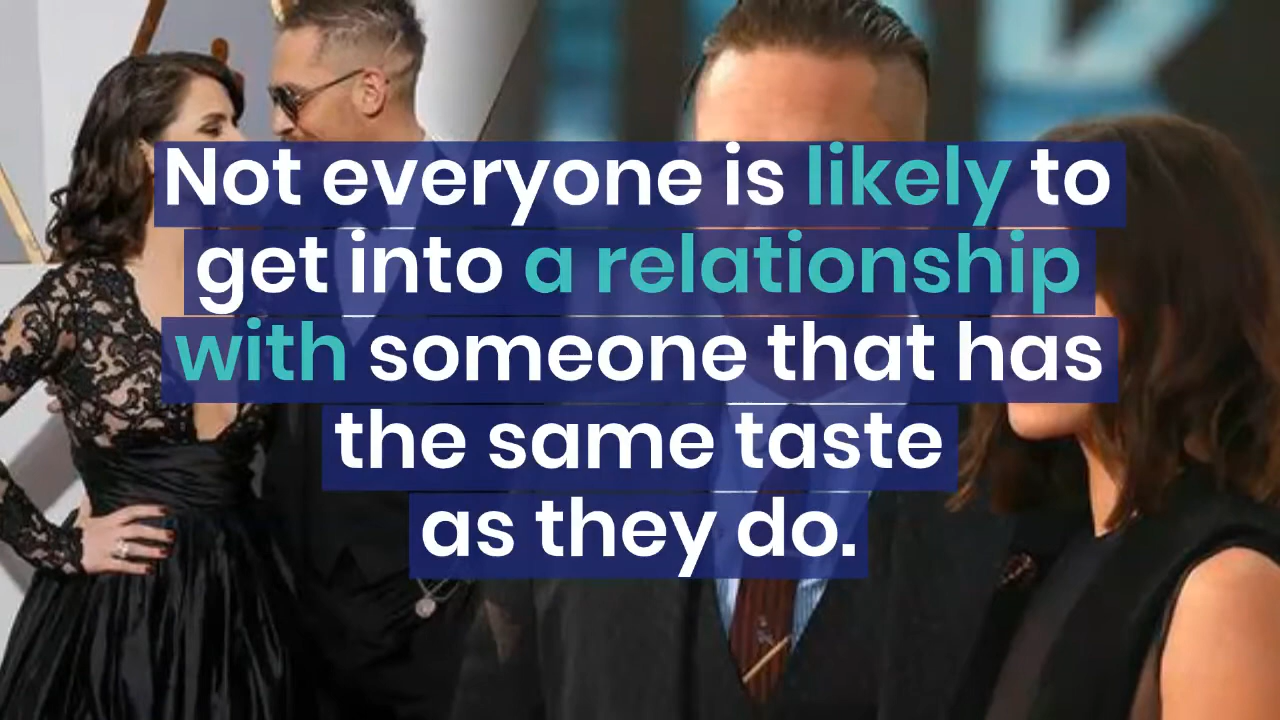 Not everyone is likely to
get into a relationship
with someone that has
the same taste
as they do.